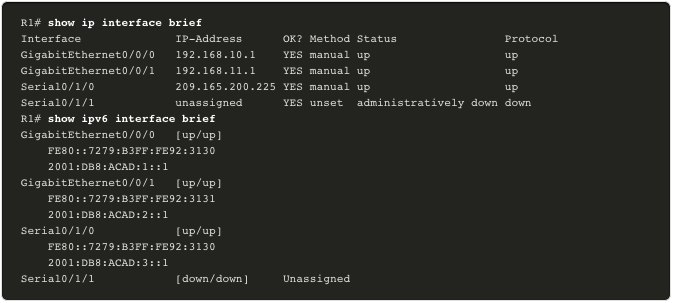 R1# show ip interface brief
Interface IP-Address OK? Method Status Protocol
GigabitEthernet0/0/0 192.168.10.1 YES manual up up
GigabitEthernet0/0/1 192.168.11.1 YES manual up up
Serial0/1/0 209.165.200.225 YES manual up up
Serial0/1/1 unassigned YES unset administratively down down
R1# show ipv6 interface brief
GigabitEthernet0/0/0 [up/up]
FE80::7279:B3FF:FE92:3130
2001:DB8:ACAD:1::1
GigabitEthernet0/0/1 [up/up]
FE80::7279:B3FF:FE92:3131
2001:DB8:ACAD:2::1
Serial0/1/0 [up/up]
FE80::7279:B3FF:FE92:3130
2001:DB8:ACAD:3::1
Serial0/1/1 [down/down] Unassigned